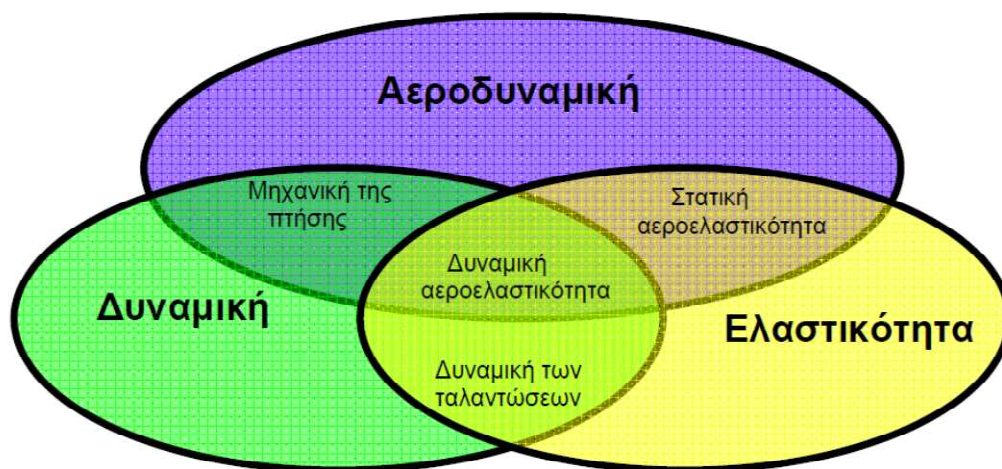 Αεροδυναμική
Μηχανική της
πτήσης
Στατική
αεροελαστικότητα
Δυναμική
αεροελαστικότητα
Δυναμική
Ελαστικότητα
Δυναμική των
ταλαντώσεων